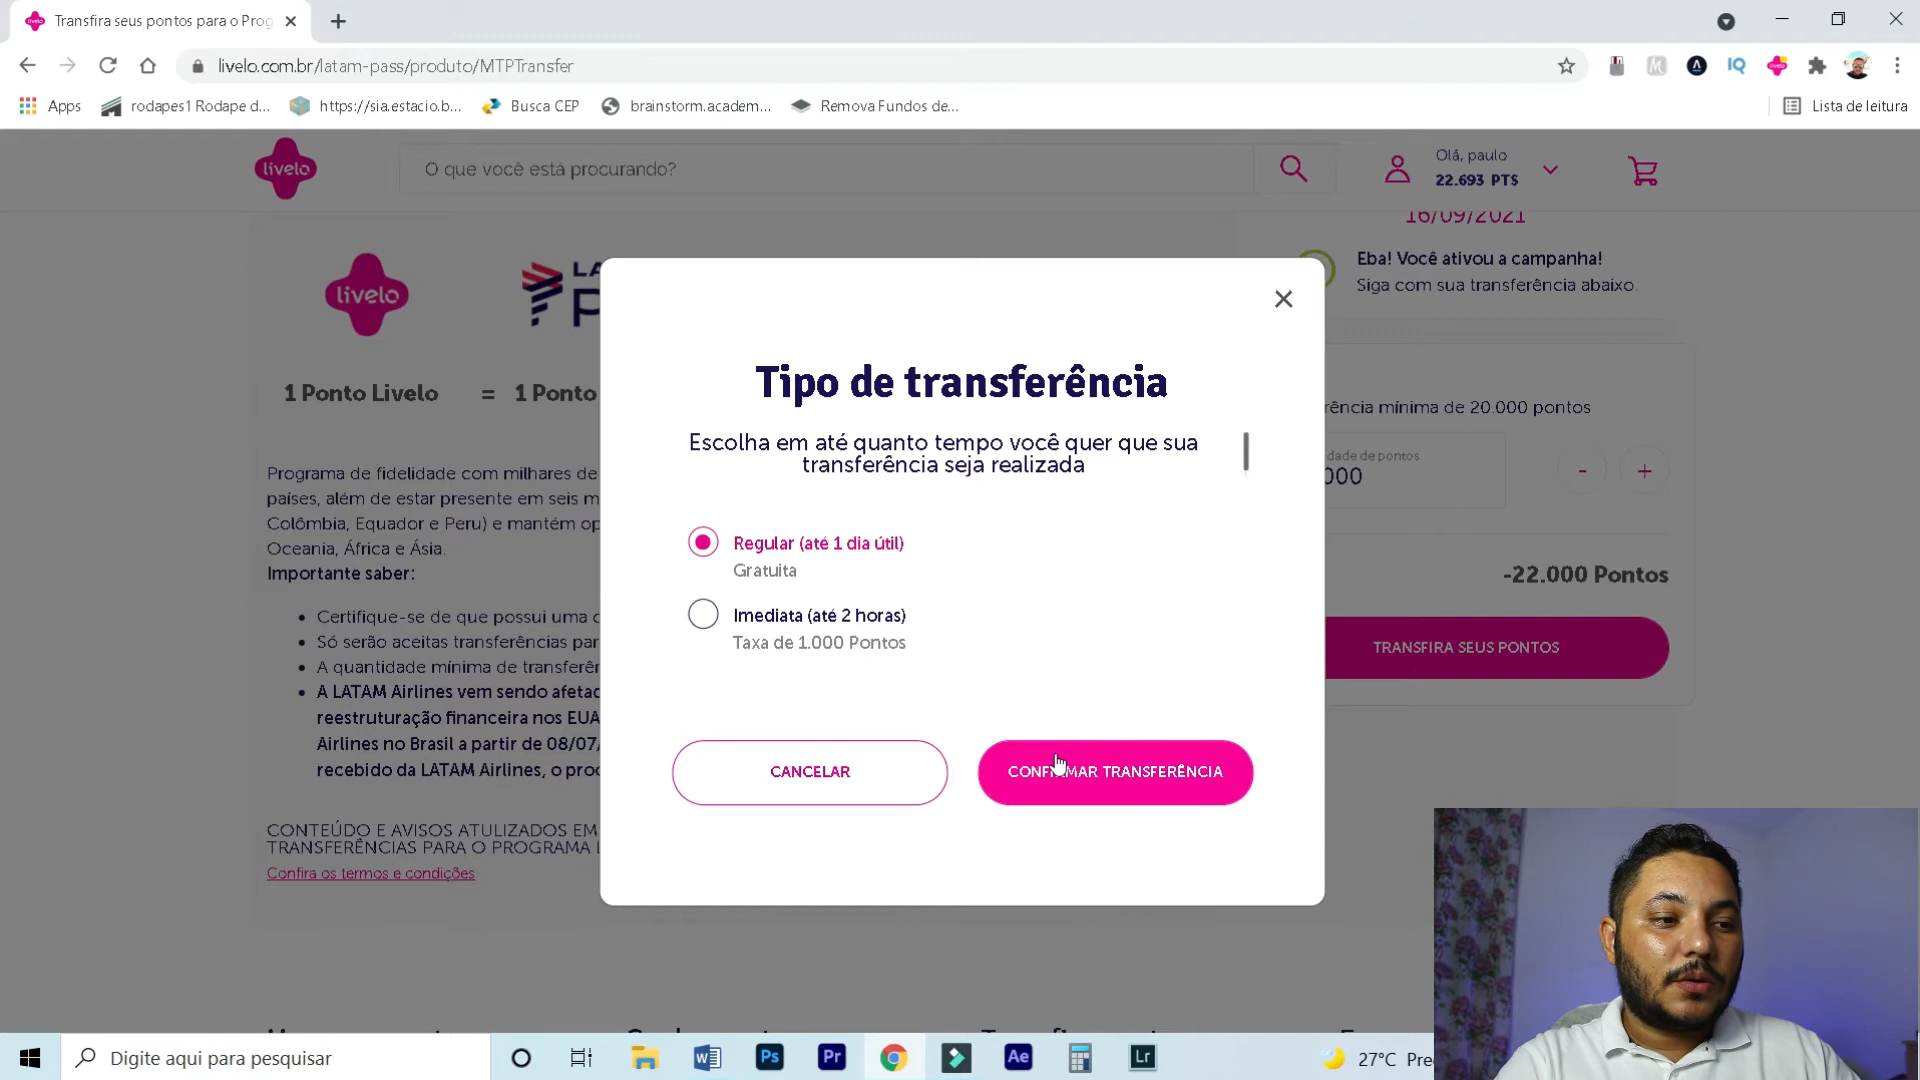 Transfira seus pontos para o Prog
livelo.com.br/latam-pass/produto/MTPTransfer
Apps
rodapes1 Rodape d...
https://sia.estacio.b...
Busca CEP
brainstorm.academ...
Remova Fundos de...
Lista de leitura
livelo
O que você está procurando?
Olá, paulo
22.693 PTS
16/09/2021
Eba! Você ativou a campanha!
Siga com sua transferência abaixo.
livelo
LA
P
1 Ponto Livelo = 1 Ponto
Programa de fidelidade com milhares de
países, além de estar presente em seis m
Colômbia, Equador e Peru) e mantém op
Oceania, África e Ásia.
Importante saber:
• Certifique-se de que possui uma c
• Só serão aceitas transferências par
• A quantidade mínima de transferên
• A LATAM Airlines vem sendo afetac
reestruturação financeira nos EUA
Airlines no Brasil a partir de 08/07,
recebido da LATAM Airlines, o proc
CONTEÚDO E AVISOS ATULIZADOS EM
TRANSFERÊNCIAS PARA O PROGRAMA L
Confira os termos e condições
Tipo de transferência
Escolha em até quanto tempo você quer que sua
transferência seja realizada
Regular (até 1 dia útil)
Gratuita
Imediata (até 2 horas)
Taxa de 1.000 Pontos
CANCELAR
CONFIRMAR TRANSFERÊNCIA
rência mínima de 20.000 pontos
dade de pontos
000
- +
-22.000 Pontos
TRANSFIRA SEUS PONTOS
Digite aqui para pesquisar
Ps
Pr
Ae
Lr
27°C Pre